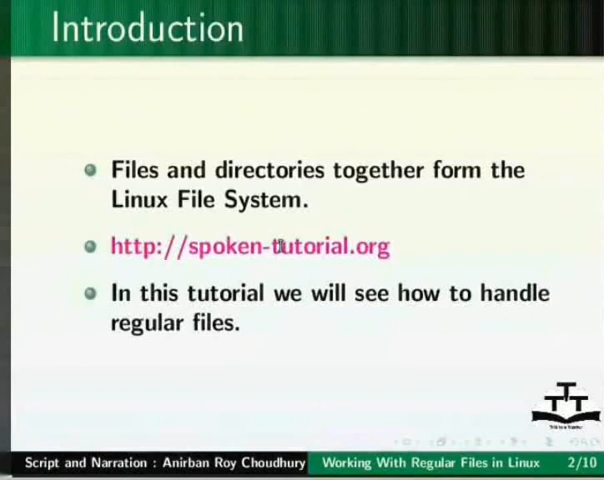 Introduction
Files and directories together form the
Linux File System.
http://spoken-tutorial.org
In this tutorial we will see how to handle
regular files.
TTT
Script and Narration : Anirban Roy Choudhury
Working With Regular Files in Linux
2/10